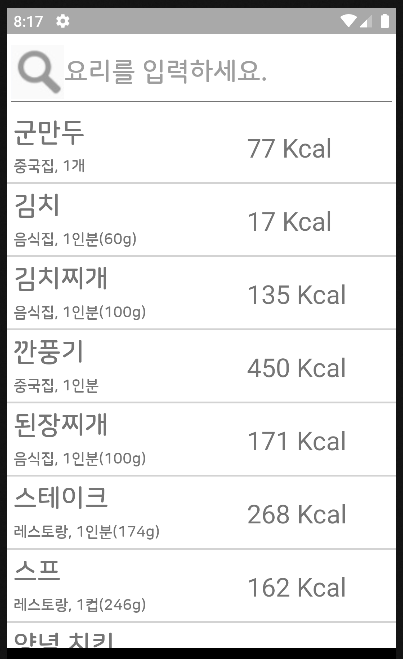 8:17
요리를 입력하세요.
군만두
77 Kcal
중국집, 1개
김치
17 Kcal
음식집, 1인분(60g)
김치찌개
135 Kcal
음식집, 1인분(100g)
깐풍기
450 Kcal
중국집, 1인분
된장찌개
171 Kcal
음식집, 1인분(100g)
스테이크
268 Kcal
레스토랑, 1인분(174g)
스프
162 Kcal
레스토랑, 1컵(246g)
양념 치킨